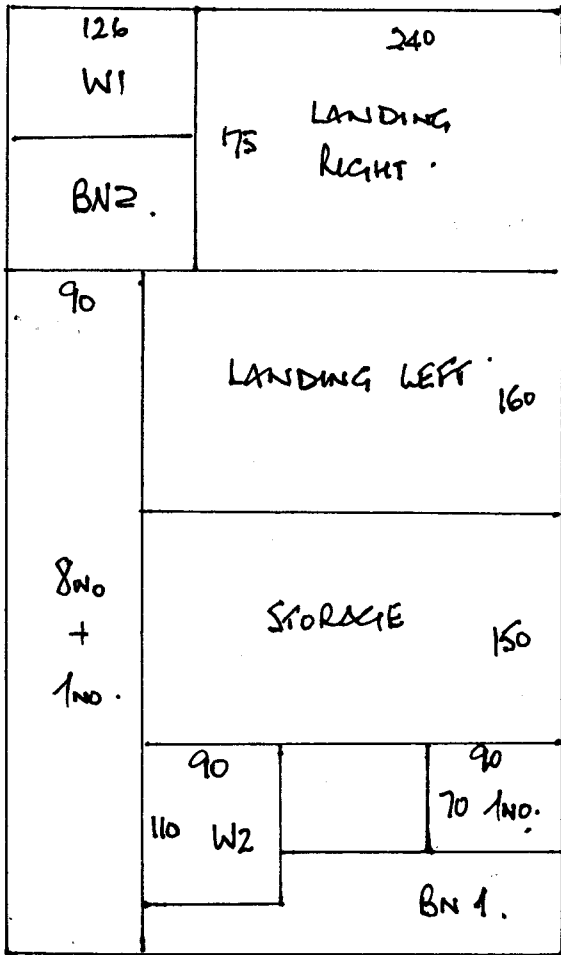 126
W1
BN2.
240
175
LANDING
RIGHT.
90
8NO
+
1NO.
LANDING LEFT
160
STORAGE
150
90
110 W2
90
70 1NO.
BN 1.